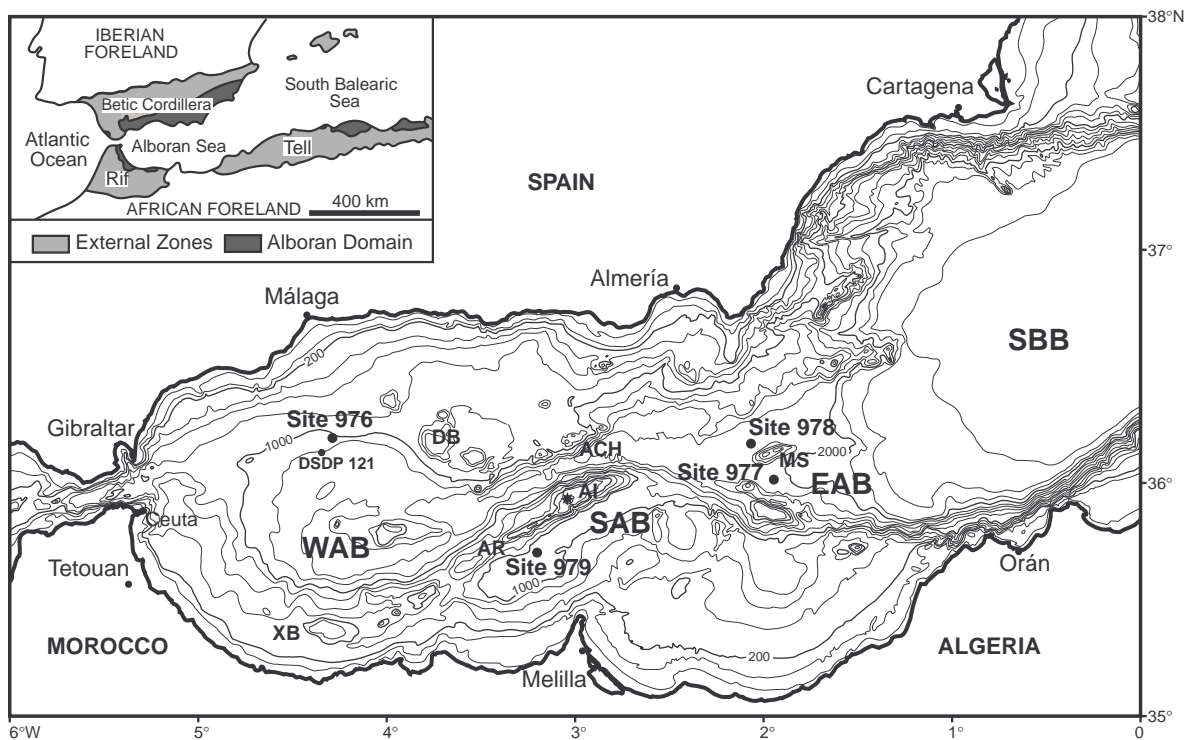 IBERIAN
FORELAND
South Balearic
Sea
Betic Cordillera
Atlantic
Ocean
Alboran Sea
Tell
Rif
AFRICAN FORELAND
400 km
External Zones
Alboran Domain
38°N
Cartagena
SPAIN
37°
Almería
Málaga
200
SBB
Gibraltar
Site 976
1000
DSDP 121
DB
ACH
Site 978
2000
MS
Site 977
EAB
36°
AI
Ceuta
SAB
WAB
AR
Site 979
1000
Orán
Tetouan
XB
MOROCCO
ALGERIA
200
Melilla
35°
6°W
5°
4°
3°
2°
1°
0